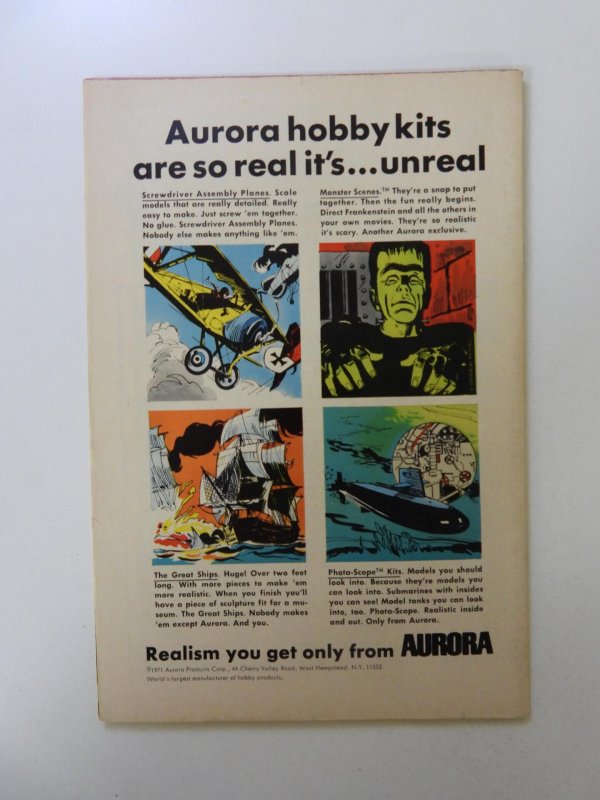 Aurora hobby kits
are so real it's...unreal
Screwdriver Assembly Planes. Scale
models that are really detailed. Really
easy to make. Just screw 'em together.
No glue. Screwdriver Assembly Planes.
Nobody else makes anything like 'em.
Monster Scenes.™ They're a snap to put
together. Then the fun really begins.
Direct Frankenstein and all the others in
your own movies. They're so realistic
it's scary. Another Aurora exclusive.
The Great Ships. Huge! Over two feet
long. With more pieces to make 'em
more realistic. When you finish you'll
have a piece of sculpture fit for a mu-
seum. The Great Ships. Nobody makes
'em except Aurora. And you.
Phota-Scope™ Kits. Models you should
look into. Because they're models you
can look into. Submarines with insides
you can see! Model tanks you can look
into, too. Phota-Scope. Realistic inside
and out. Only from Aurora.
Realism you get only from AURORA
©1971 Aurora Products Corp., 44 Cherry Valley Road, West Hempstead, N.Y. 11552
World's largest manufacturer of hobby products.